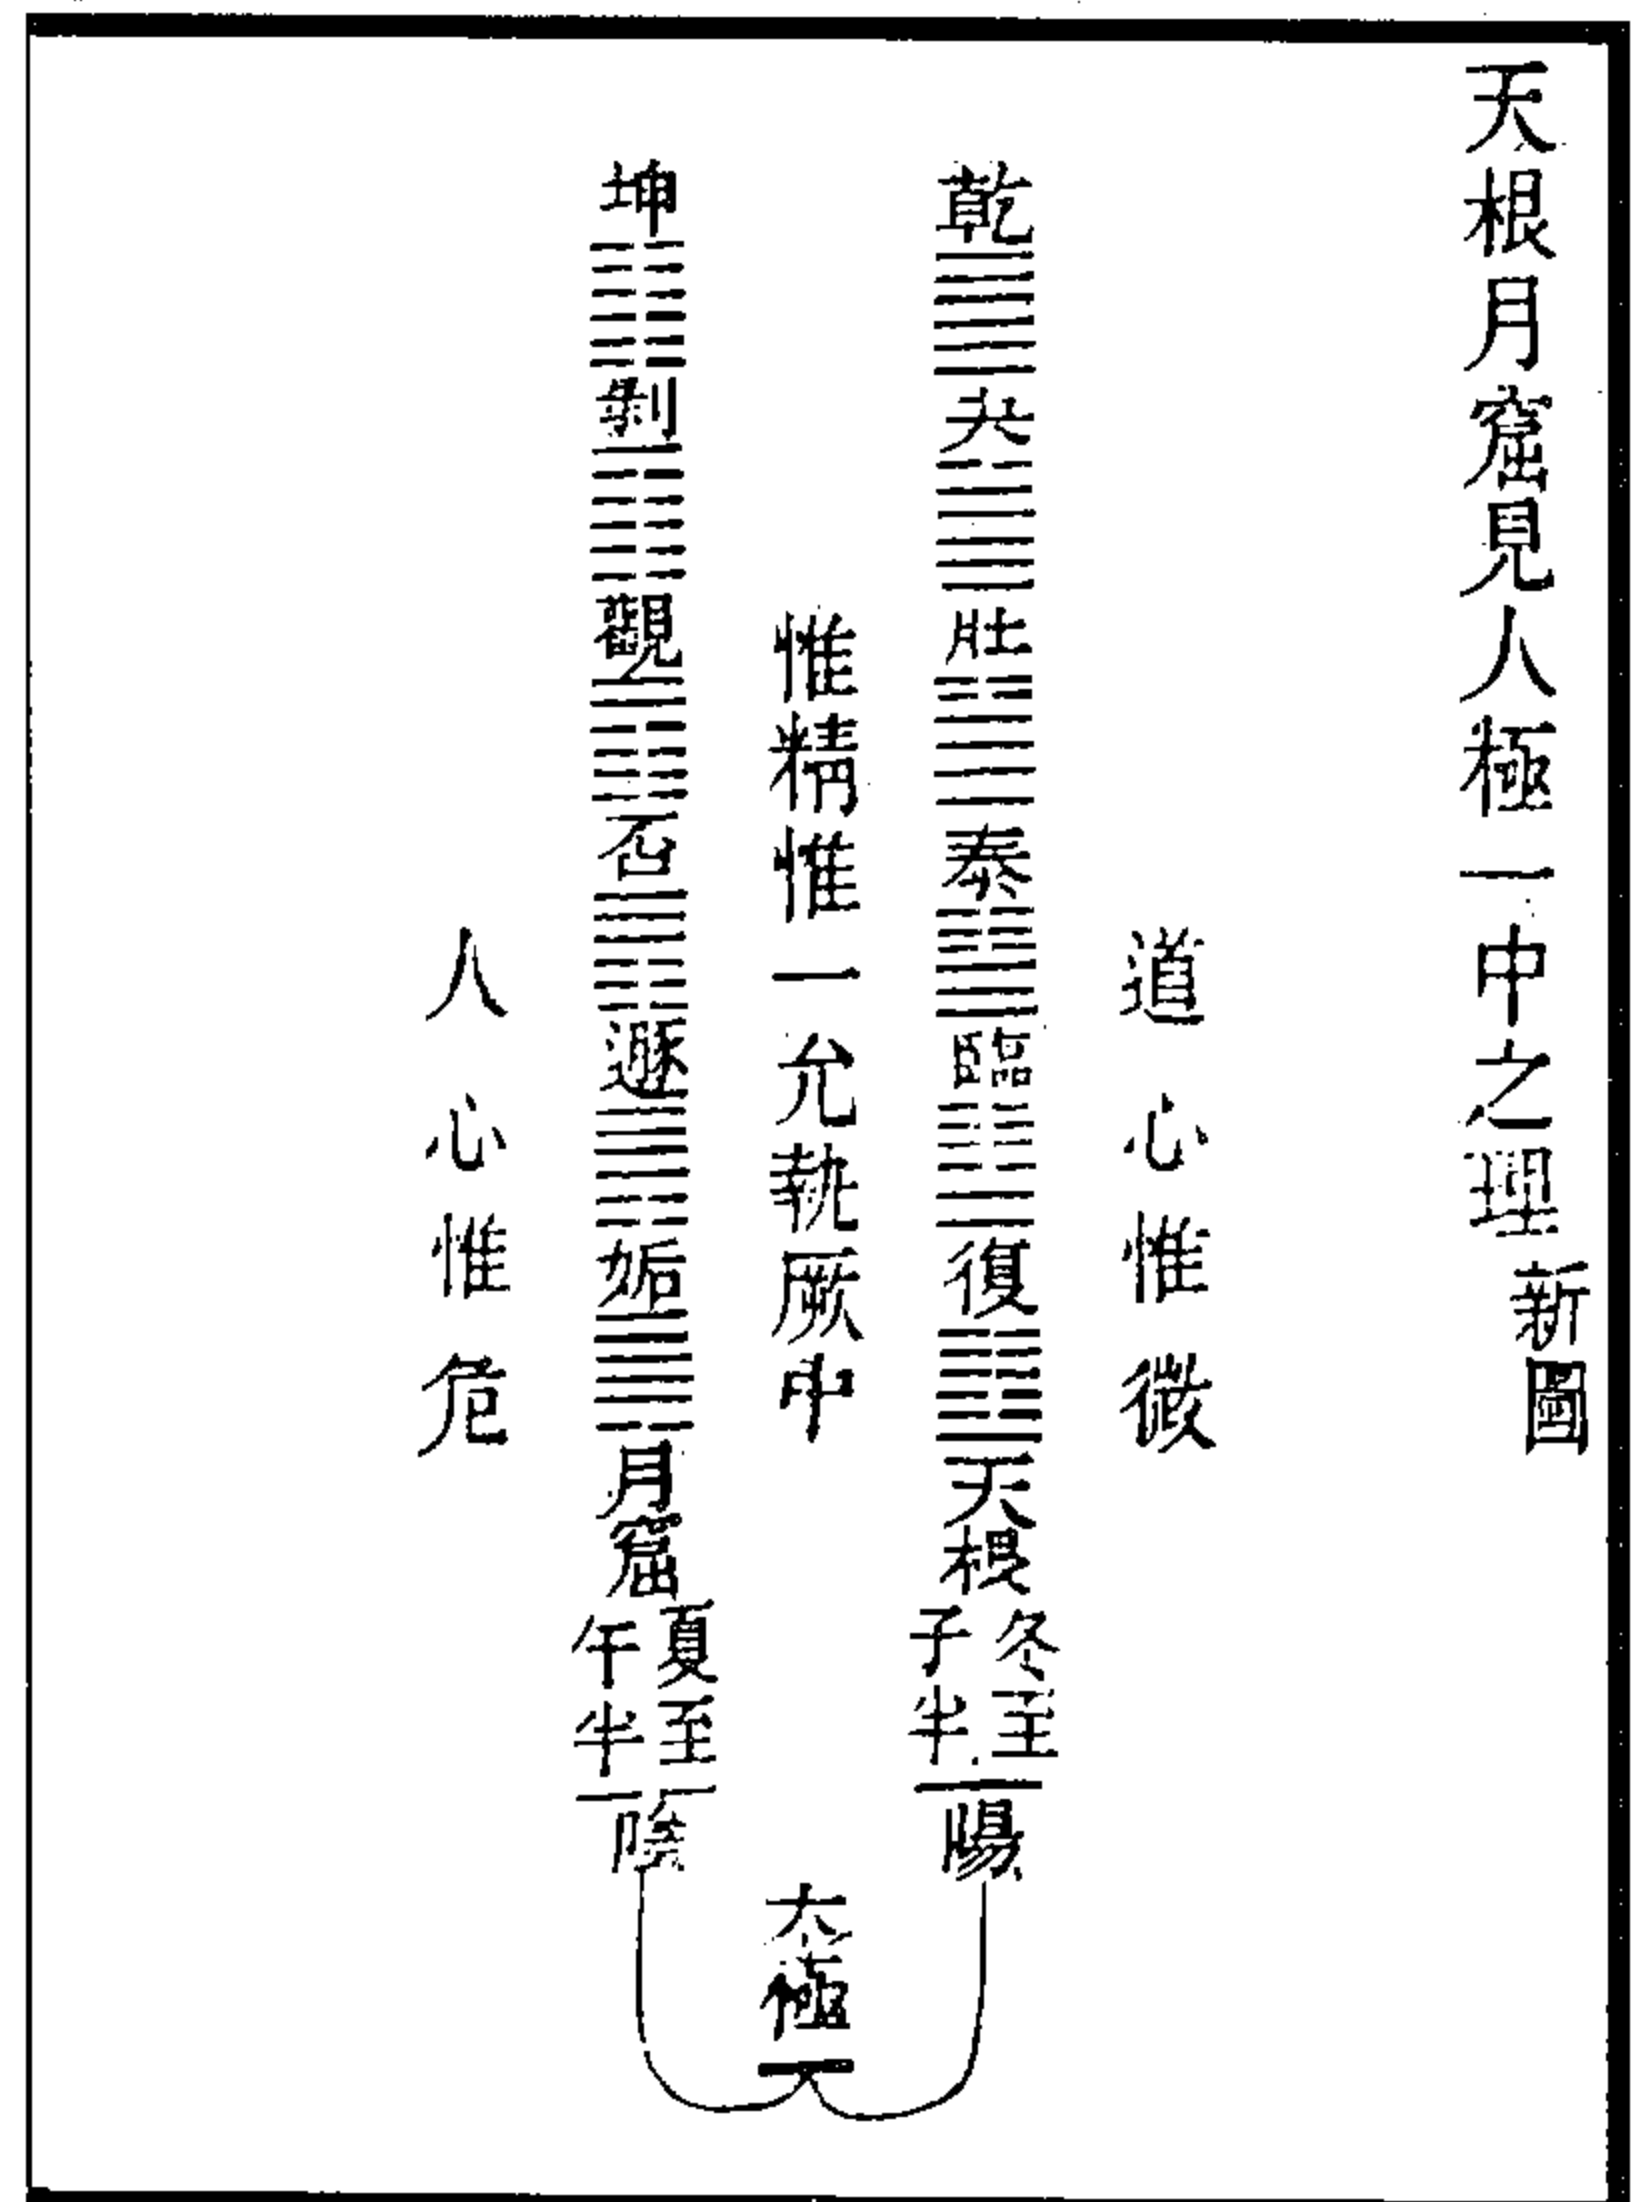 天根月窟見人極一中之理
新圖
道心惟微
乾
夬
壯
泰
臨
復
天根
冬至
子半
一陽
惟精惟一允執厥中
太極
一
坤
剝
觀
否
遯
姤
月窟
夏至
午半
一陰
人心惟危